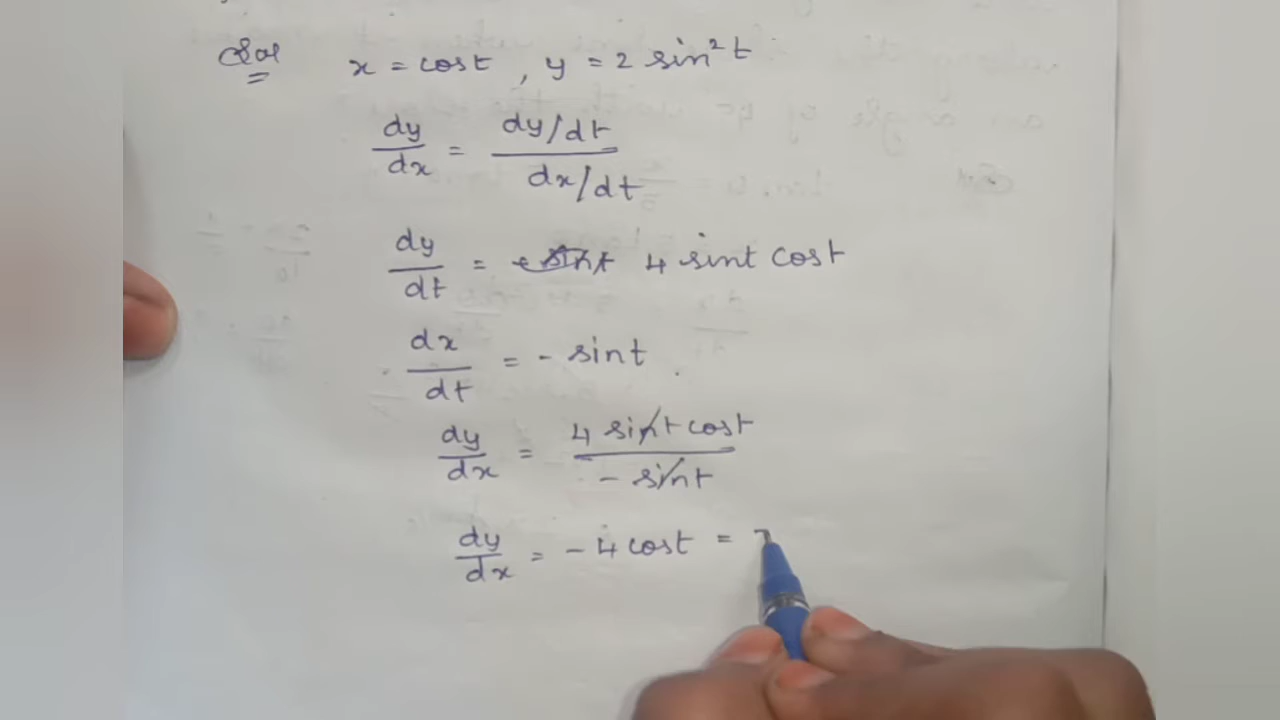 Sol x = cost, y = 2 sin²t
dy/dx = (dy/dt)/(dx/dt)
dy/dt = 4 sint cost
dx/dt = - sint.
dy/dx = 4 sint cost / - sint
dy/dx = - 4 cost =